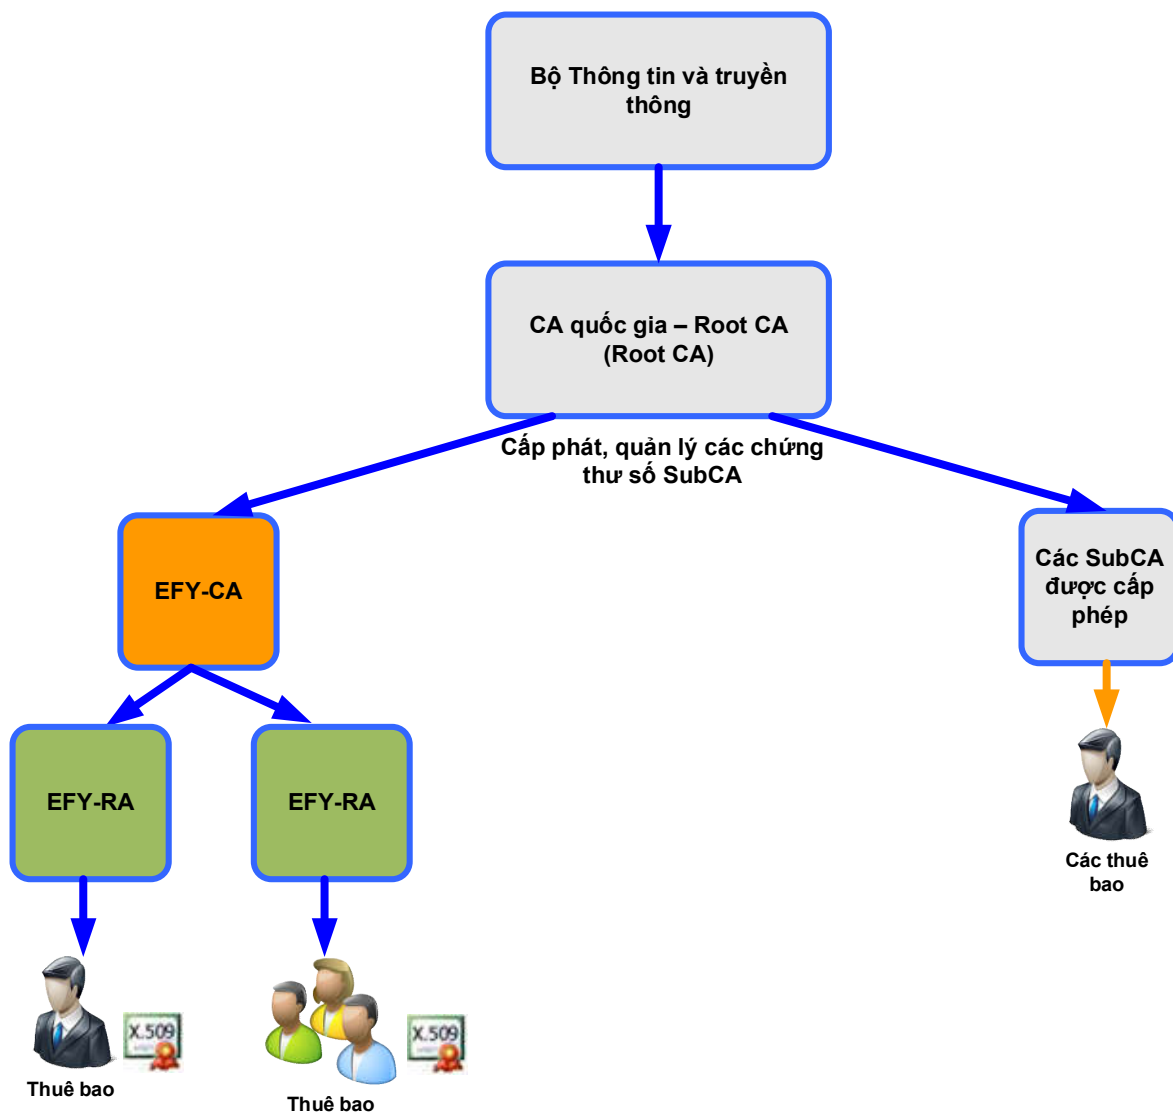 Bộ Thông tin và truyền
thông
CA quốc gia – Root CA
(Root CA)
Cấp phát, quản lý các chứng
thư số SubCA
EFY-CA
Các SubCA
được cấp
phép
EFY-RA
EFY-RA
Các thuê
bao
X.509
X.509
Thuê bao
Thuê bao